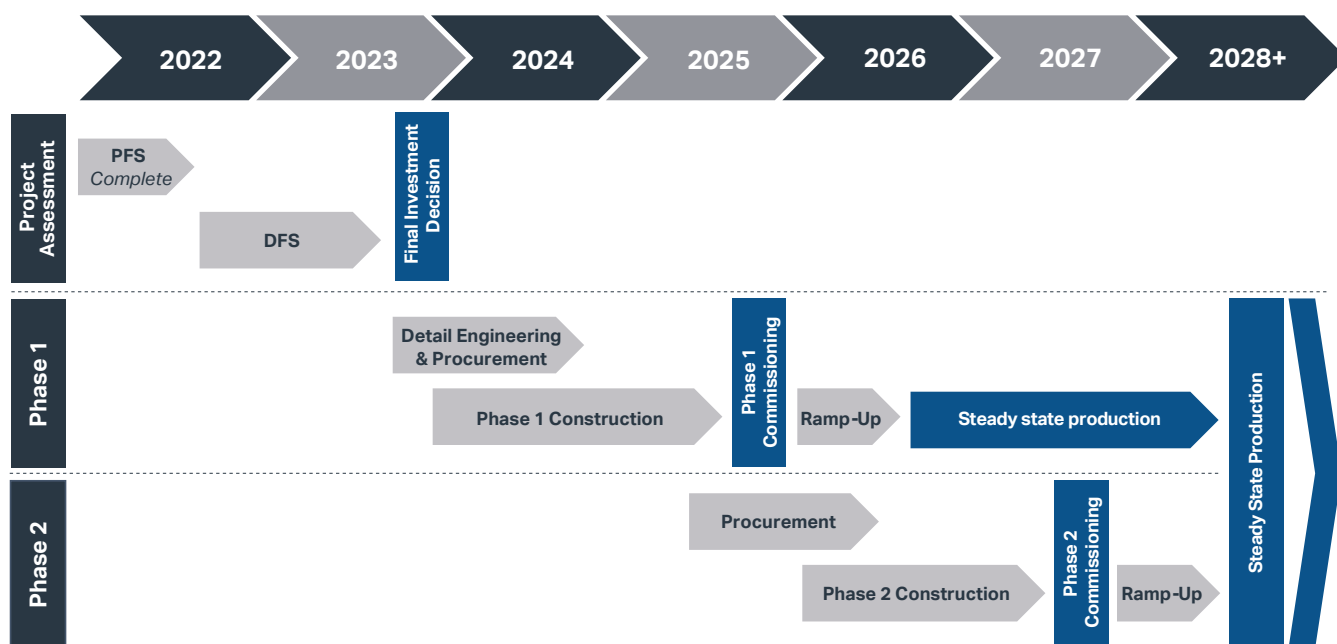 2022
2023
2024
2025
2026
2027
2028+
Project
Assessment
PFS
Complete
DFS
Final Investment
Decision
Phase 1
Detail Engineering
& Procurement
Phase 1 Construction
Phase 1
Commissioning
Ramp-Up
Steady state production
Steady State Production
Phase 2
Procurement
Phase 2 Construction
Phase 2
Commissioning
Ramp-Up